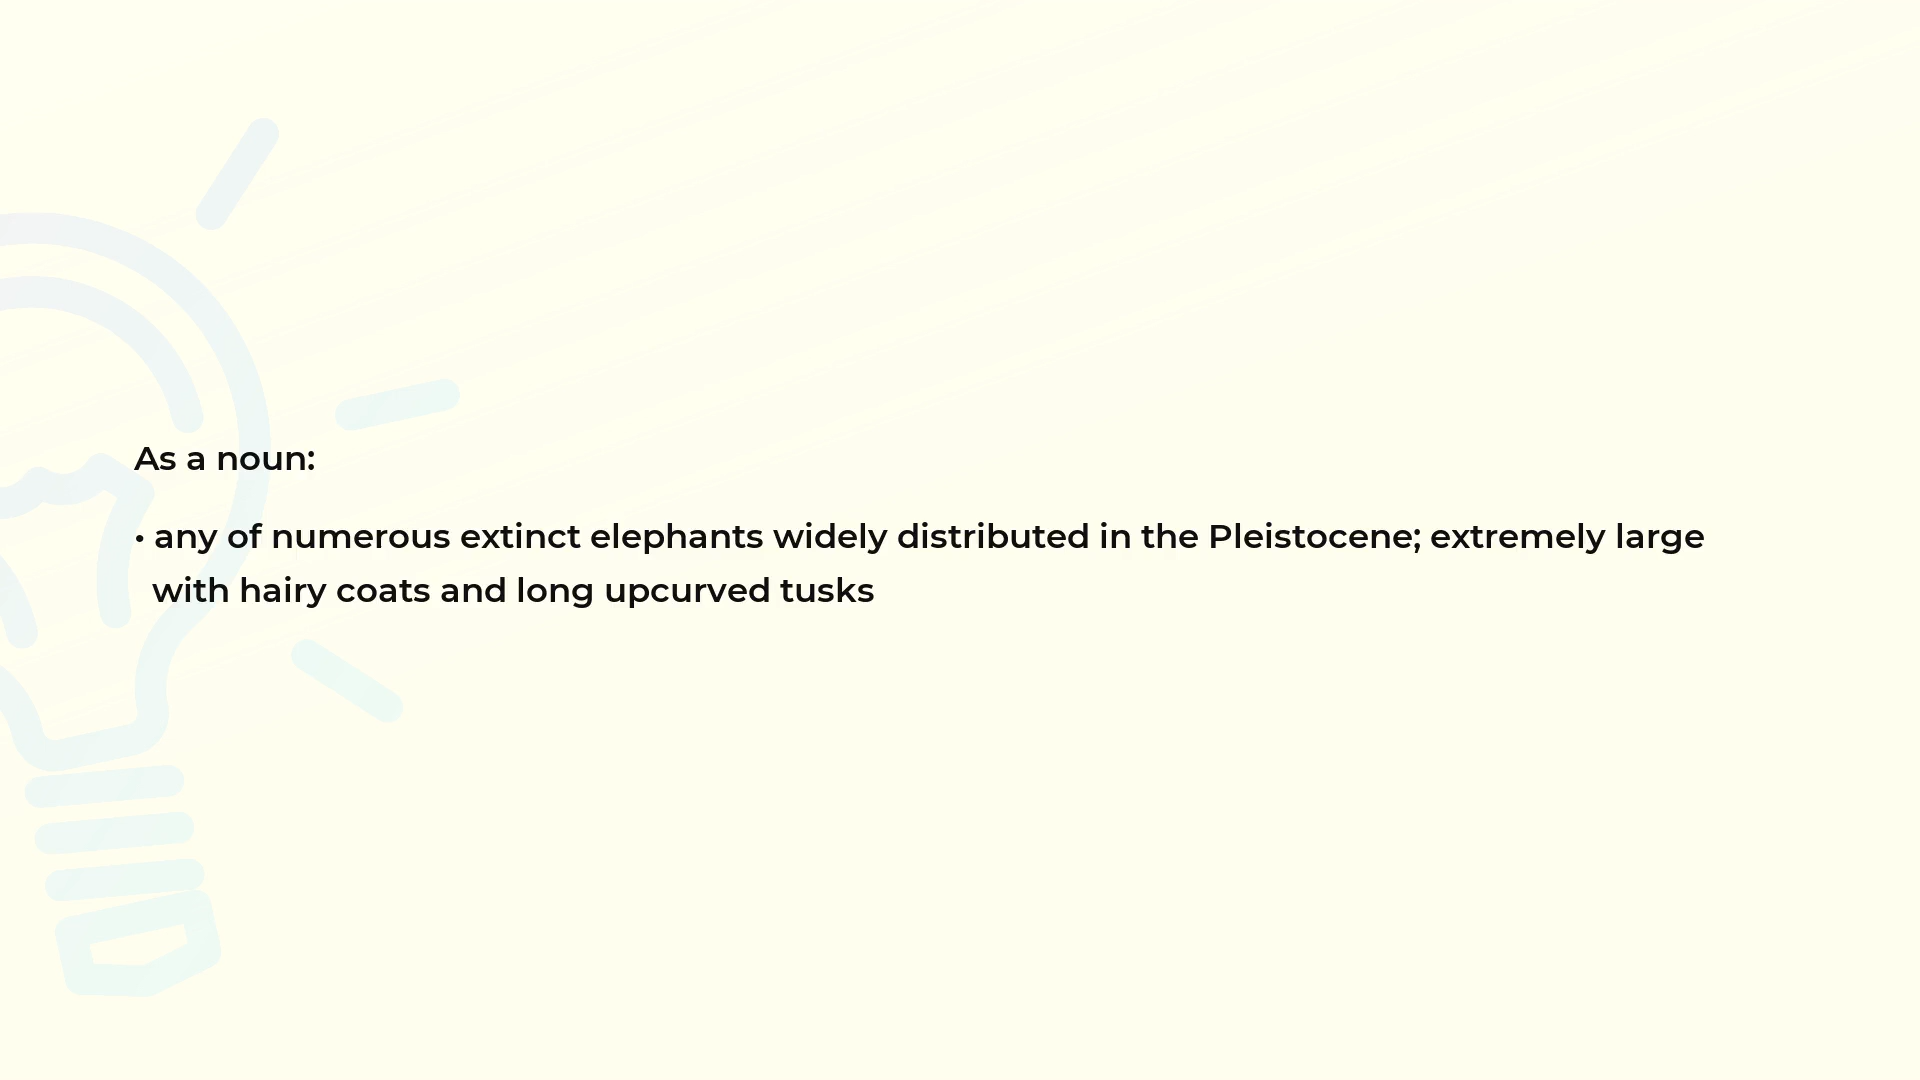 As a noun:
• any of numerous extinct elephants widely distributed in the Pleistocene; extremely large
with hairy coats and long upcurved tusks